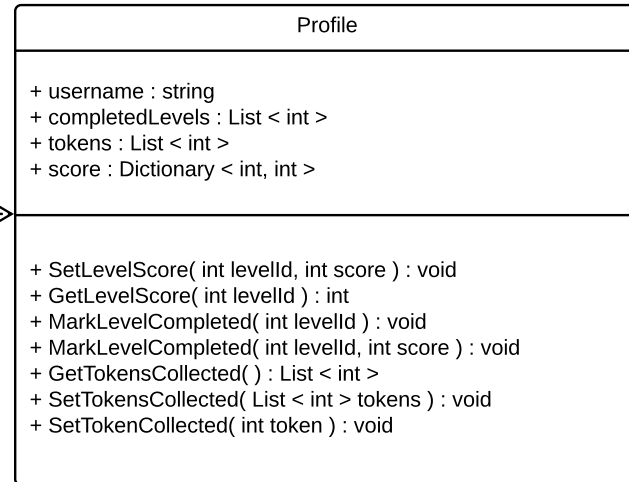 Profile
+ username : string
+ completedLevels : List < int >
+ tokens : List < int >
+ score : Dictionary < int, int >
+ SetLevelScore( int levelId, int score ) : void
+ GetLevelScore( int levelId ) : int
+ MarkLevelCompleted( int levelId ) : void
+ MarkLevelCompleted( int levelId, int score ) : void
+ GetTokensCollected( ) : List < int >
+ SetTokensCollected( List < int > tokens ) : void
+ SetTokenCollected( int token ) : void